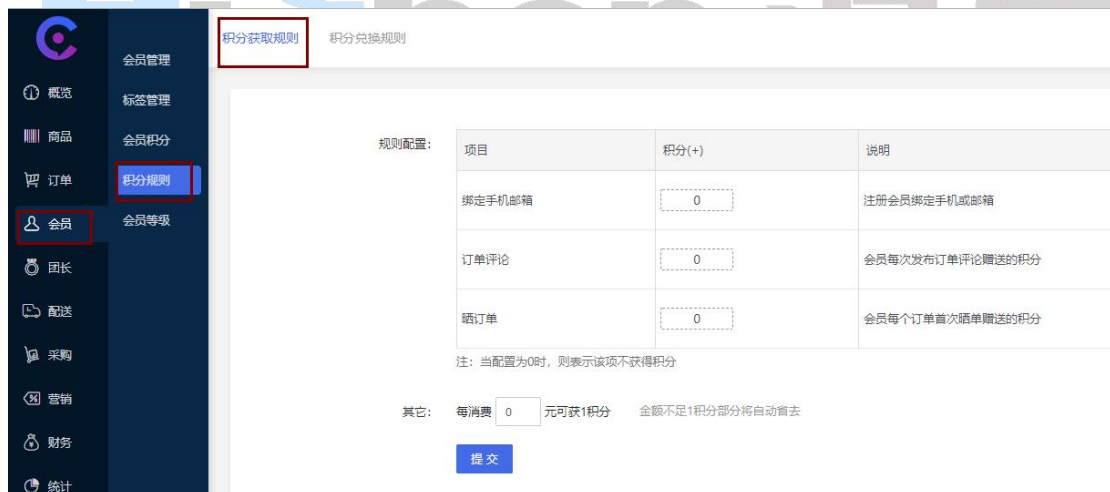 积分获取规则 积分兑换规则
概览
商品
订单
会员
团长
配送
采购
营销
财务
统计
会员管理
标签管理
会员积分
积分规则
会员等级
规则配置：
项目 积分(+) 说明
绑定手机邮箱 0 注册会员绑定手机或邮箱
订单评论 0 会员每次发布订单评论赠送的积分
晒订单 0 会员每个订单首次晒单赠送的积分
注：当配置为0时，则表示该项不获得积分
其它： 每消费 0 元可获1积分 金额不足1积分部分将自动省去
提交